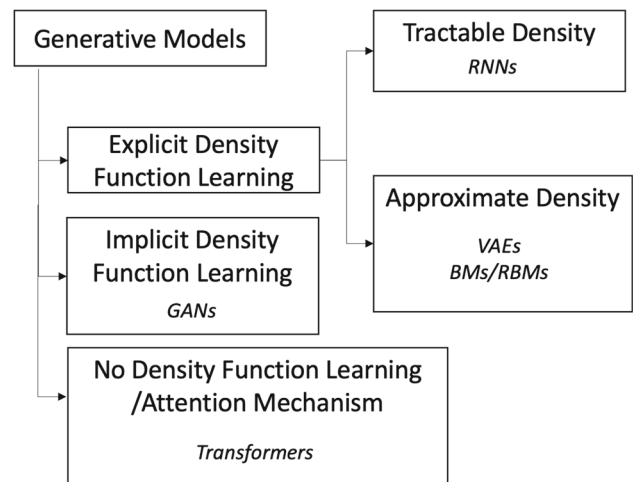 Generative Models
Explicit Density
Function Learning
Tractable Density
RNNs
Approximate Density
VAEs
BMs/RBMs
Implicit Density
Function Learning
GANs
No Density Function Learning
/Attention Mechanism
Transformers